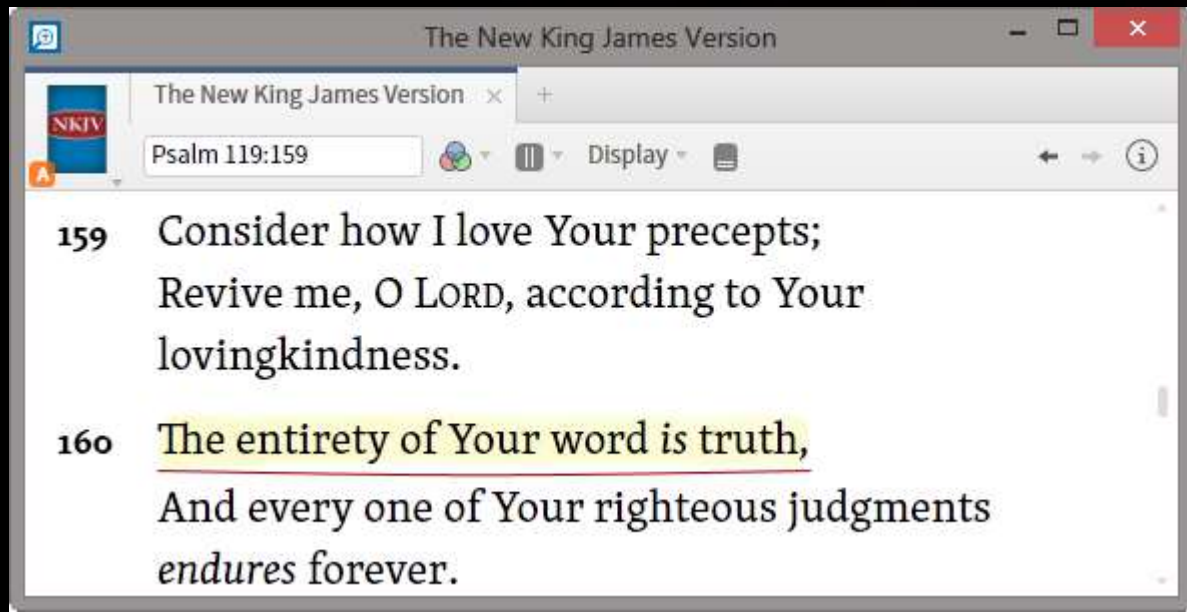 The New King James Version
The New King James Version
NKJV
A
Psalm 119:159
Display
159 Consider how I love Your precepts;
Revive me, O LORD, according to Your
lovingkindness.
160 The entirety of Your word is truth,
And every one of Your righteous judgments
endures forever.